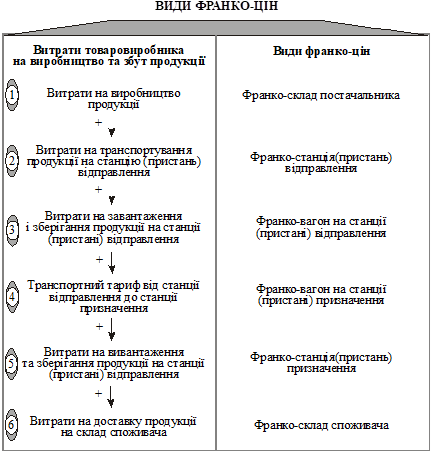 ВИДИ ФРАНКО-ЦІН
Витрати товаровиробника
на виробництво та збут продукції
Види франко-цін
1
Витрати на виробництво
продукції
Франко-склад постачальника
+
2
Витрати на транспортування
продукції на станцію (пристань)
відправлення
Франко-станція(пристань)
відправлення
+
3
Витрати на завантаження
і зберігання продукції на станції
(пристані) відправлення
Франко-вагон на станції
(пристані) відправлення
+
4
Транспортний тариф від станції
відправлення до станції
призначення
Франко-вагон на станції
(пристані) призначення
+
5
Витрати на вивантаження
та зберігання продукції на станції
(пристані) відправлення
Франко-станція(пристань)
призначення
+
6
Витрати на доставку продукції
на склад споживача
Франко-склад споживача